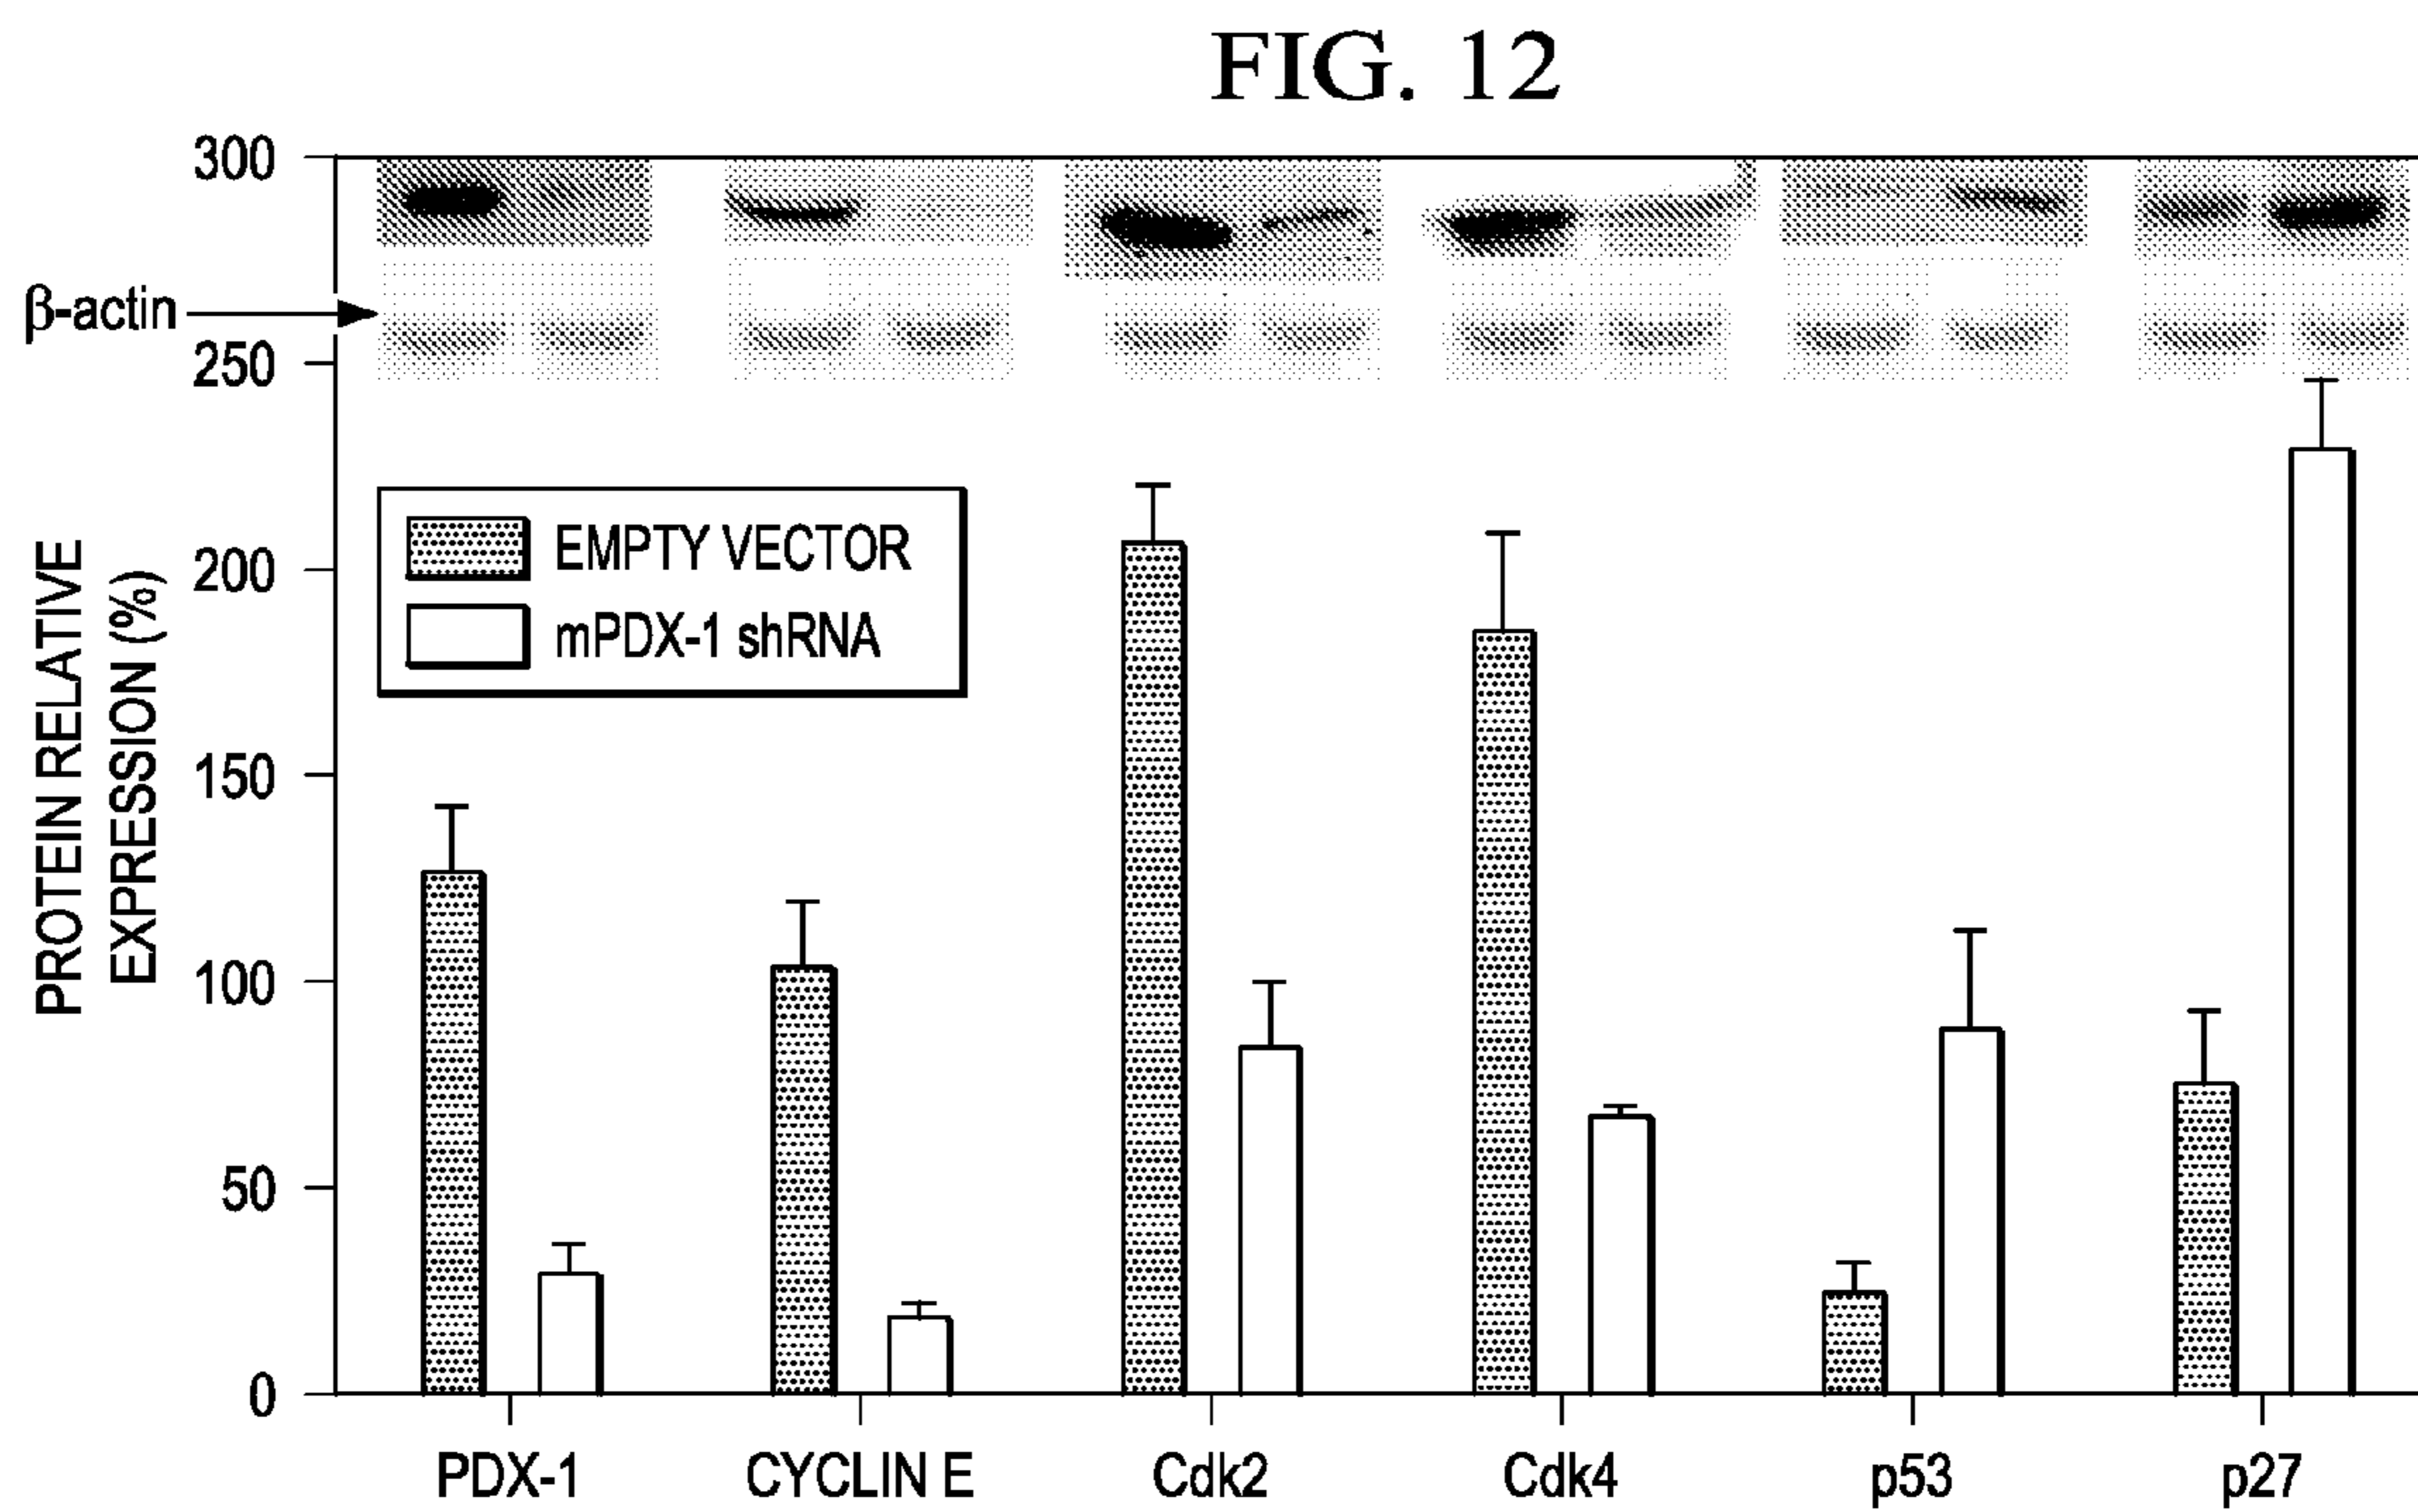 FIG. 12
300
β-actin
250
200
150
100
50
0
PROTEIN RELATIVE
EXPRESSION (%)
EMPTY VECTOR
mPDX-1 shRNA
PDX-1 CYCLIN E Cdk2 Cdk4 p53 p27